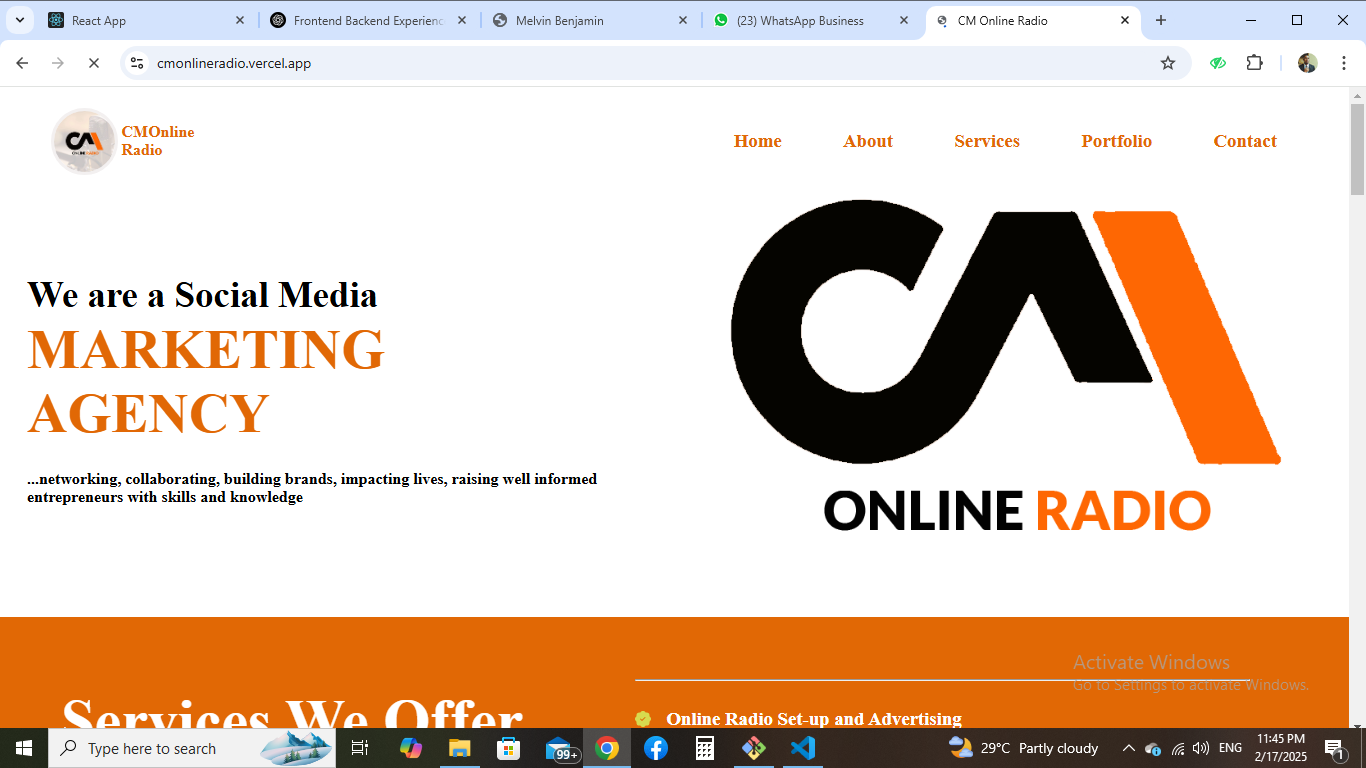 React App
Frontend Backend Experienc
Melvin Benjamin
(23) WhatsApp Business
CM Online Radio
cmonlineradio.vercel.app
CM
ONLINE RADIO
CMOnline
Radio
Home
About
Services
Portfolio
Contact
We are a Social Media
MARKETING
AGENCY
...networking, collaborating, building brands, impacting lives, raising well informed
entrepreneurs with skills and knowledge
CM
ONLINE RADIO
Services We Offer
Online Radio Set-up and Advertising
Activate Windows
Go to Settings to activate Windows.
Type here to search
99+
29°C Partly cloudy
ENG
11:45 PM
2/17/2025
1